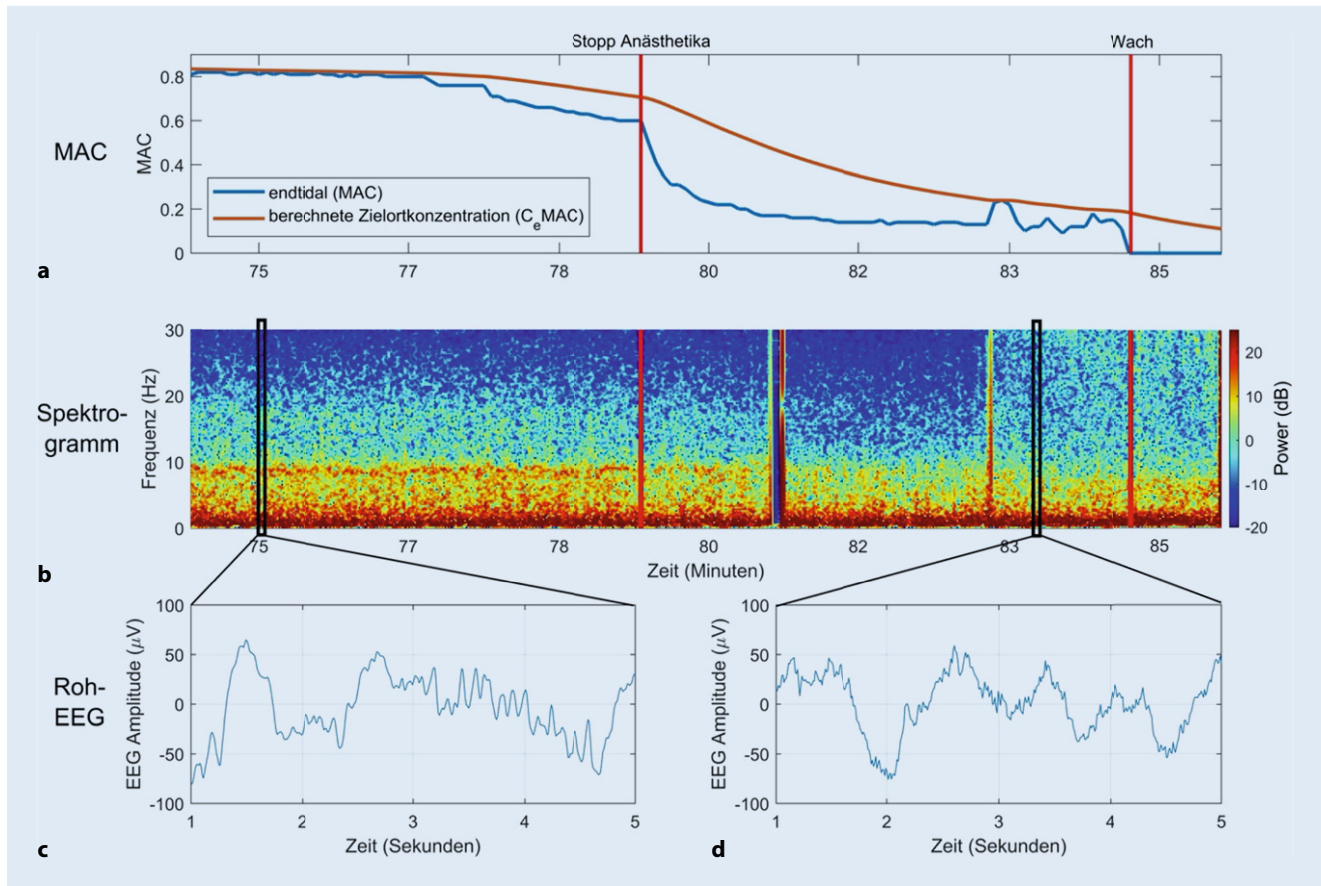 Stopp Anästhetika
Wach
MAC
MAC
0.8
0.6
0.4
0.2
0
endtidal (MAC)
berechnete Zielortkonzentration (CeMAC)
75
77
78
80
82
83
85
a
Spektro-
gramm
Frequenz (Hz)
30
20
10
0
20
10
0
-10
-20
Power (dB)
75
77
78
80
82
83
85
Zeit (Minuten)
b
Roh-
EEG
EEG Amplitude (μV)
100
50
0
-50
-100
1
2
3
4
5
Zeit (Sekunden)
c
EEG Amplitude (μV)
100
50
0
-50
-100
1
2
3
4
5
Zeit (Sekunden)
d